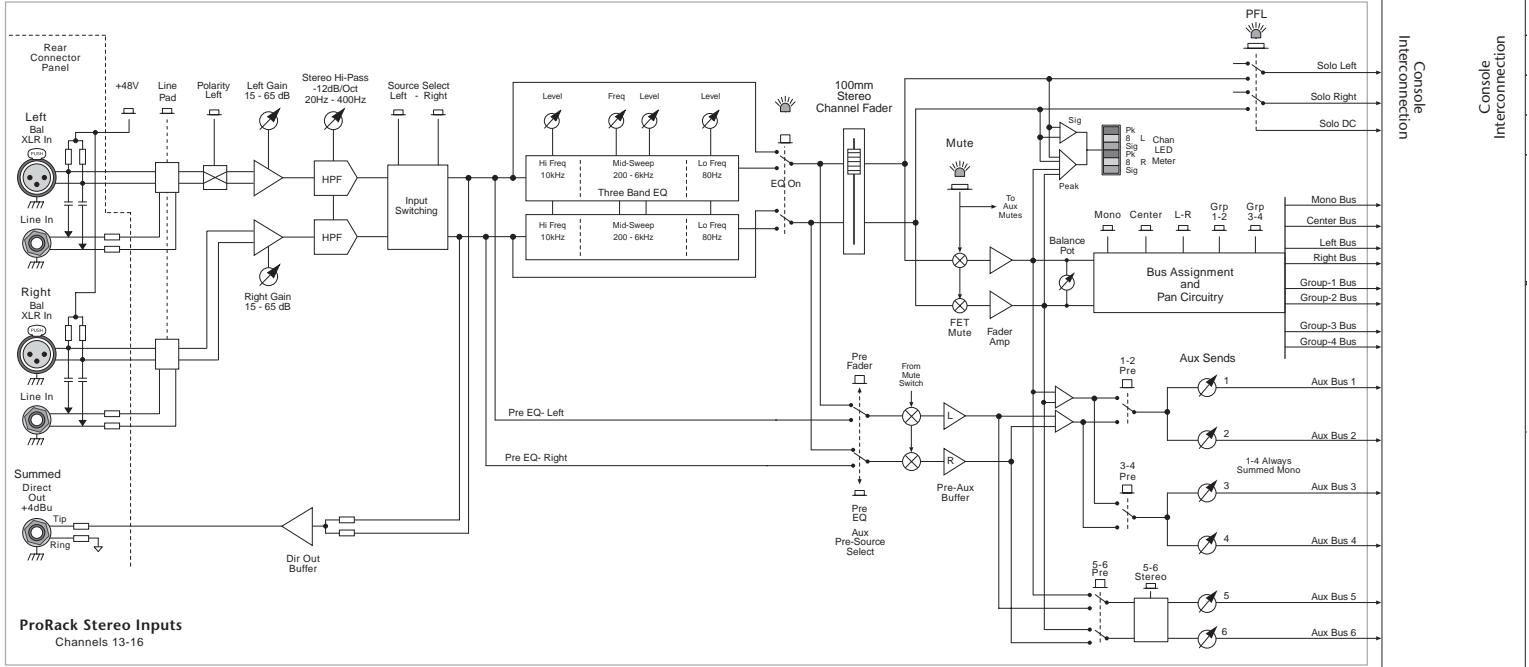 Rear
Connector
Panel
+48V
Line
Pad
Polarity
Left
Left Gain
15 - 65 dB
Stereo Hi-Pass
-12dB/Oct
20Hz - 400Hz
Source Select
Left - Right
Left
Bal
XLR In
PUSH
Line In
HPF
HPF
Input
Switching
Right Gain
15 - 65 dB
Right
Bal
XLR In
PUSH
Line In
Level
Freq
Level
Level
Hi Freq
10kHz
Mid-Sweep
200 - 6kHz
Lo Freq
80Hz
Three Band EQ
Hi Freq
10kHz
Mid-Sweep
200 - 6kHz
Lo Freq
80Hz
EQ On
100mm
Stereo
Channel Fader
Mute
To
Aux
Mutes
FET
Mute
Fader
Amp
Sig
Peak
Pk
8 L
Sig
Pk
8 R
Sig
Chan
LED
Meter
PFL
Solo Left
Solo Right
Solo DC
Balance
Pot
Mono
Center
L-R
Grp
1-2
Grp
3-4
Bus Assignment
and
Pan Circuitry
Mono Bus
Center Bus
Left Bus
Right Bus
Group-1 Bus
Group-2 Bus
Group-3 Bus
Group-4 Bus
Pre
Fader
From
Mute
Switch
Pre EQ- Left
Pre EQ- Right
L
R
Pre-Aux
Buffer
Pre
EQ
Aux
Pre-Source
Select
1-2
Pre
Aux Sends
1
Aux Bus 1
2
Aux Bus 2
1-4 Always
Summed Mono
3-4
Pre
3
Aux Bus 3
4
Aux Bus 4
5-6
Pre
5-6
Stereo
5
Aux Bus 5
6
Aux Bus 6
Summed
Direct
Out
+4dBu
Tip
Ring
Dir Out
Buffer
ProRack Stereo Inputs
Channels 13-16
Console
Interconnection
Console
Interconnection